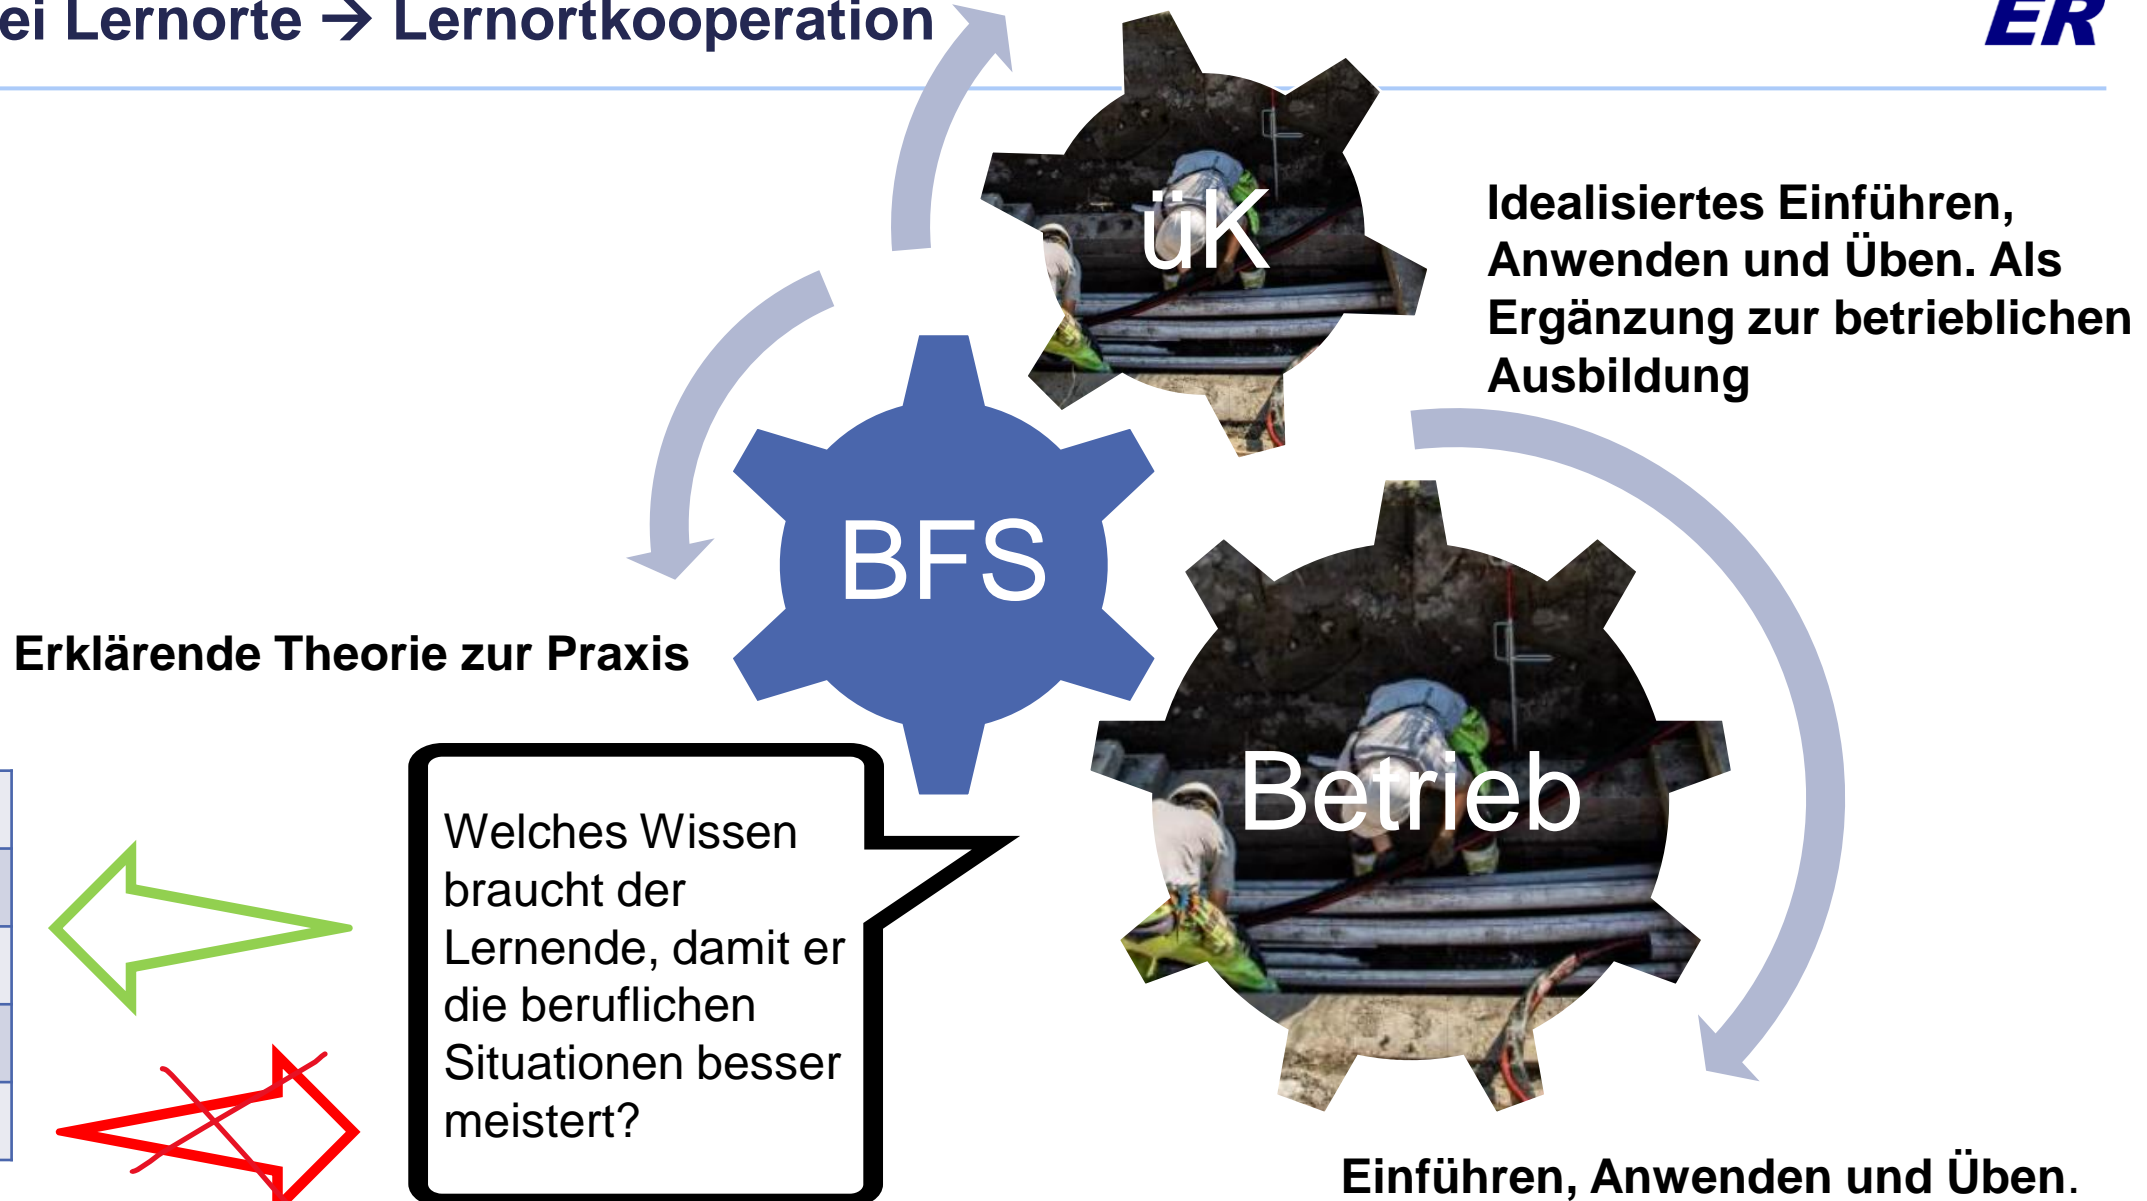 ei Lernorte → Lernortkooperation
ER
üK
Idealisiertes Einführen,
Anwenden und Üben. Als
Ergänzung zur betrieblichen
Ausbildung
BFS
Erklärende Theorie zur Praxis
Betrieb
Welches Wissen
braucht der
Lernende, damit er
die beruflichen
Situationen besser
meistert?
Einführen, Anwenden und Üben.